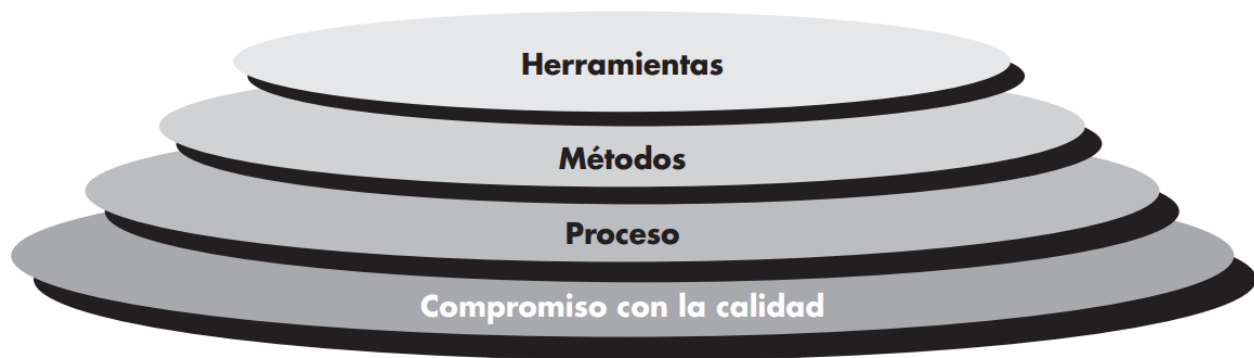 Herramientas
Métodos
Proceso
Compromiso con la calidad